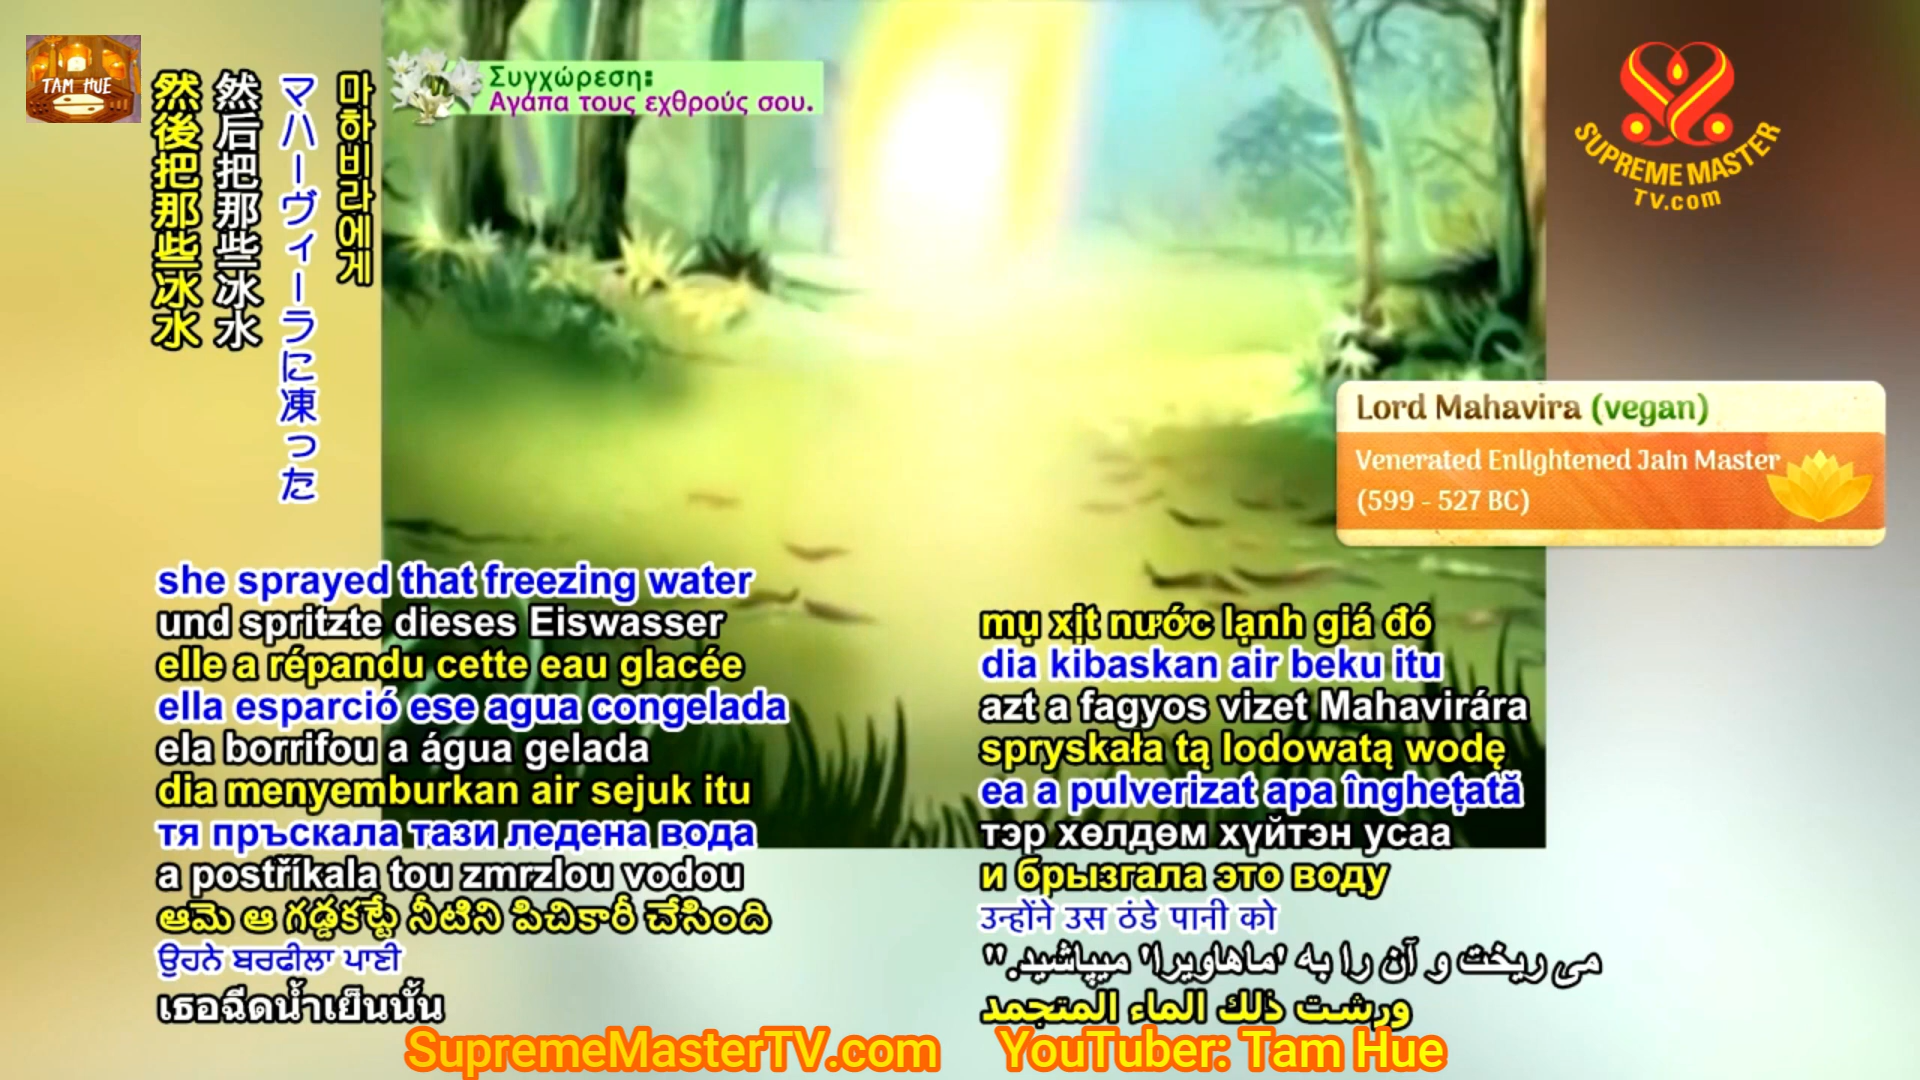 TAM HUE
然後把那些冰水
然后把那些冰水
マハーヴィーラに凍った
마하비라에게
Συγχώρεση:
Αγάπα τους εχθρούς σου.
SUPREME MASTER
TV.com
Lord Mahavira (vegan)
Venerated Enlightened Jain Master
(599 - 527 BC)
she sprayed that freezing water
und spritzte dieses Eiswasser
elle a répandu cette eau glacée
ella esparció ese agua congelada
ela borrifou a água gelada
dia menyemburkan air sejuk itu
тя пръскала тази ледена вода
a postříkala tou zmrzlou vodou
ఆమె ఆ గడ్డకట్టే నీటిని పిచికారీ చేసింది
ਉਹਨੇ ਬਰਫੀਲਾ ਪਾਣੀ
เธอฉีดน้ำเย็นนั้น
mụ xịt nước lạnh giá đó
dia kibaskan air beku itu
azt a fagyos vizet Mahavirára
spryskała tą lodowatą wodę
ea a pulverizat apa înghețată
тэр хөлдөм хүйтэн усаа
и брызгала это воду
उन्होंने उस ठंडे पानी को
می ریخت و آن را به 'ماهاویرا' میپاشید."
ورشت ذلك الماء المتجمد
SupremeMasterTV.com
YouTuber: Tam Hue